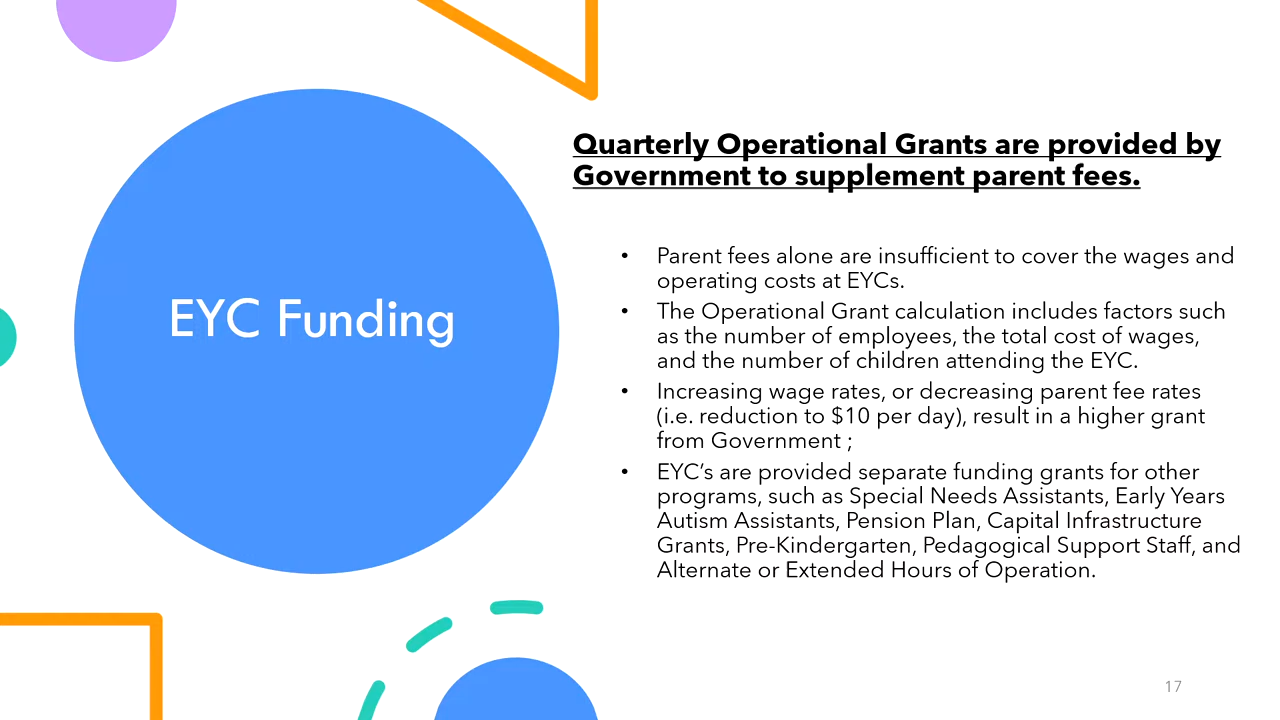 EYC Funding
Quarterly Operational Grants are provided by
Government to supplement parent fees.
• Parent fees alone are insufficient to cover the wages and
operating costs at EYCs.
• The Operational Grant calculation includes factors such
as the number of employees, the total cost of wages,
and the number of children attending the EYC.
• Increasing wage rates, or decreasing parent fee rates
(i.e. reduction to $10 per day), result in a higher grant
from Government ;
• EYC’s are provided separate funding grants for other
programs, such as Special Needs Assistants, Early Years
Autism Assistants, Pension Plan, Capital Infrastructure
Grants, Pre-Kindergarten, Pedagogical Support Staff, and
Alternate or Extended Hours of Operation.
17